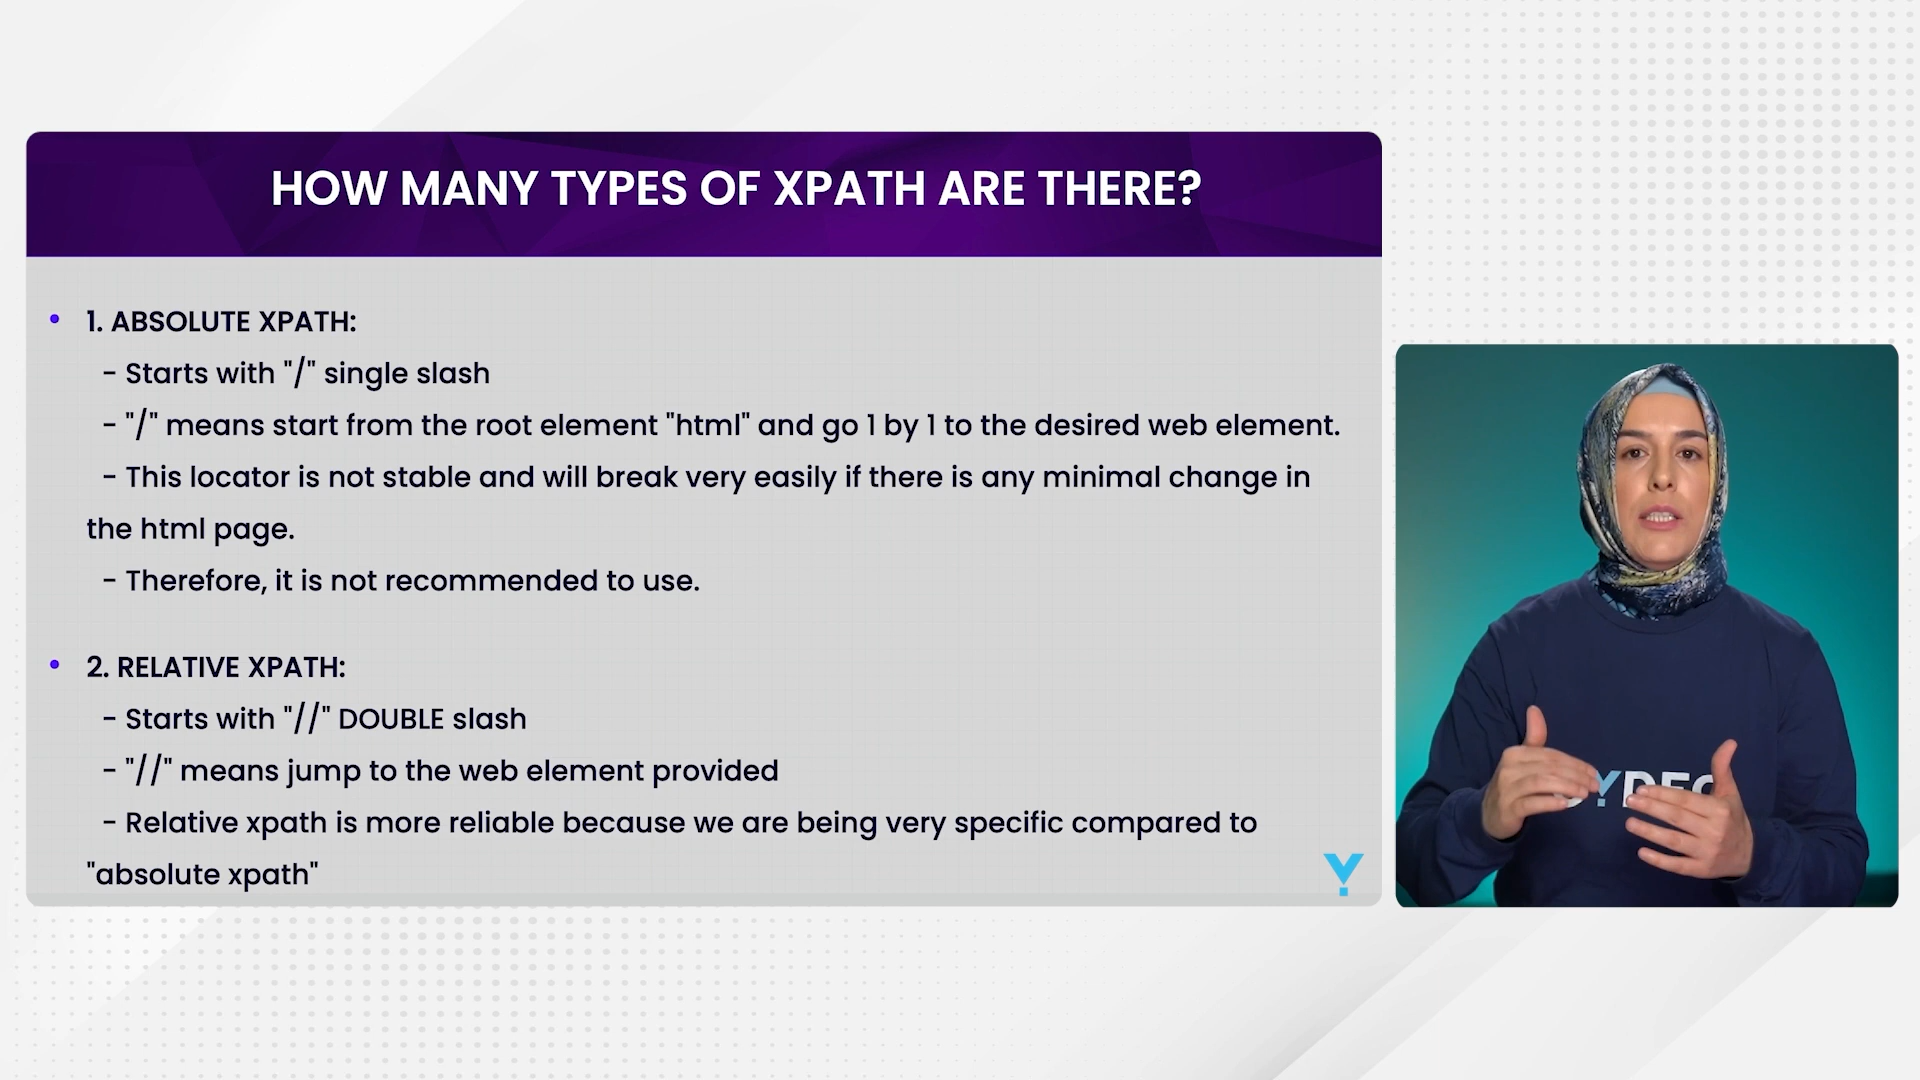 HOW MANY TYPES OF XPATH ARE THERE?
• 1. ABSOLUTE XPATH:
- Starts with "/" single slash
- "/" means start from the root element "html" and go 1 by 1 to the desired web element.
- This locator is not stable and will break very easily if there is any minimal change in
the html page.
- Therefore, it is not recommended to use.
• 2. RELATIVE XPATH:
- Starts with "//" DOUBLE slash
- "//" means jump to the web element provided
- Relative xpath is more reliable because we are being very specific compared to
"absolute xpath"